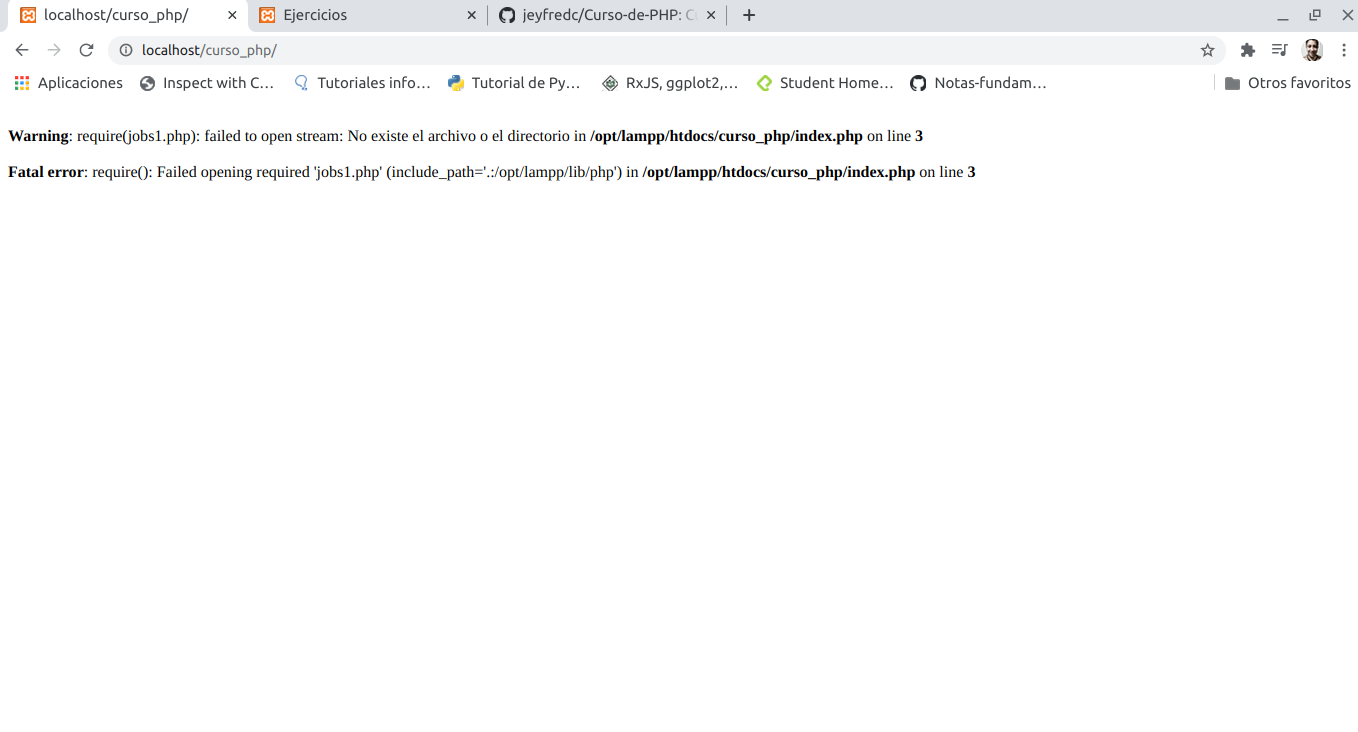 localhost/curso_php/
Ejercicios
jeyfredc/Curso-de-PHP: C
localhost/curso_php/
Aplicaciones
Inspect with C...
Tutoriales info...
Tutorial de Py...
RxJS, ggplot2,...
Student Home...
Notas-fundam...
Otros favoritos
Warning: require(jobs1.php): failed to open stream: No existe el archivo o el directorio in /opt/lampp/htdocs/curso_php/index.php on line 3
Fatal error: require(): Failed opening required 'jobs1.php' (include_path='.:/opt/lampp/lib/php') in /opt/lampp/htdocs/curso_php/index.php on line 3